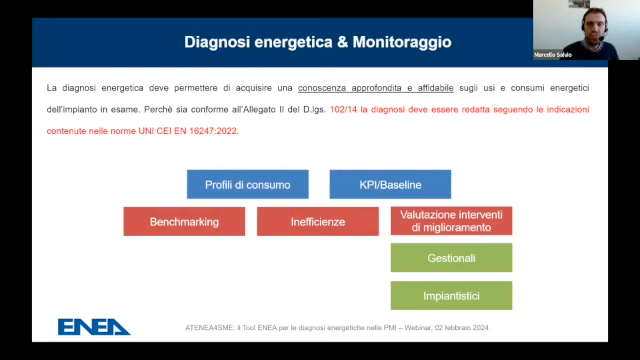 Diagnosi energetica & Monitoraggio
Marcello Salvio
La diagnosi energetica deve permettere di acquisire una conoscenza approfondita e affidabile sugli usi e consumi energetici
dell'impianto in esame. Perchè sia conforme all'Allegato II del D.lgs. 102/14 la diagnosi deve essere redatta seguendo le indicazioni
contenute nelle norme UNI CEI EN 16247:2022.
Profili di consumo
KPI/Baseline
Benchmarking
Inefficienze
Valutazione interventi
di miglioramento
Gestionali
Impiantistici
ENEA
ATENEA4SME: il Tool ENEA per le diagnosi energetiche nelle PMI – Webinar, 02 febbraio 2024